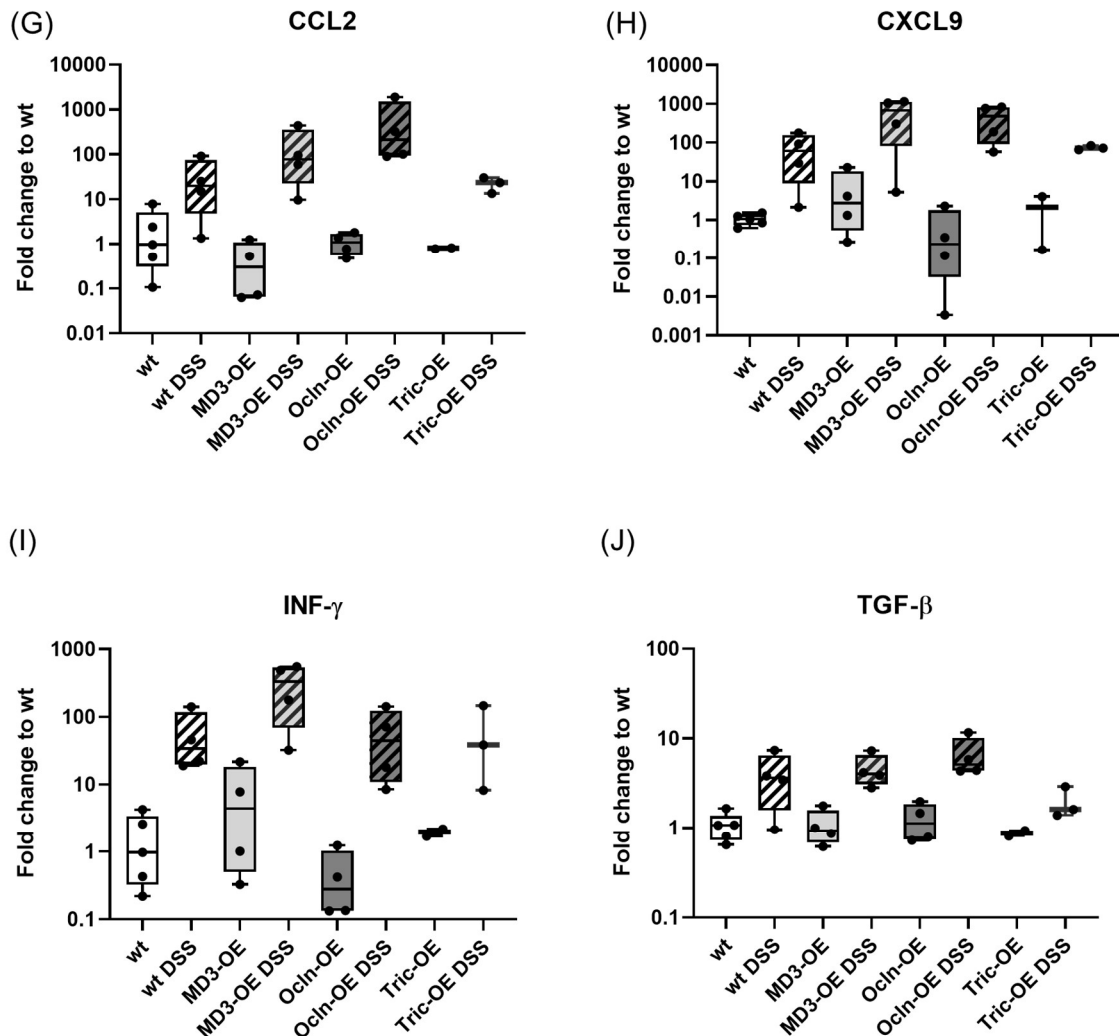 (G)
CCL2
Fold change to wt
10000
1000
100
10
1
0.1
0.01
wt
wt DSS
MD3-OE
MD3-OE DSS
Ocln-OE
Ocln-OE DSS
Tric-OE
Tric-OE DSS
(H)
CXCL9
Fold change to wt
10000
1000
100
10
1
0.1
0.01
0.001
wt
wt DSS
MD3-OE
MD3-OE DSS
Ocln-OE
Ocln-OE DSS
Tric-OE
Tric-OE DSS
(I)
INF-γ
Fold change to wt
1000
100
10
1
0.1
wt
wt DSS
MD3-OE
MD3-OE DSS
Ocln-OE
Ocln-OE DSS
Tric-OE
Tric-OE DSS
(J)
TGF-β
Fold change to wt
100
10
1
0.1
wt
wt DSS
MD3-OE
MD3-OE DSS
Ocln-OE
Ocln-OE DSS
Tric-OE
Tric-OE DSS